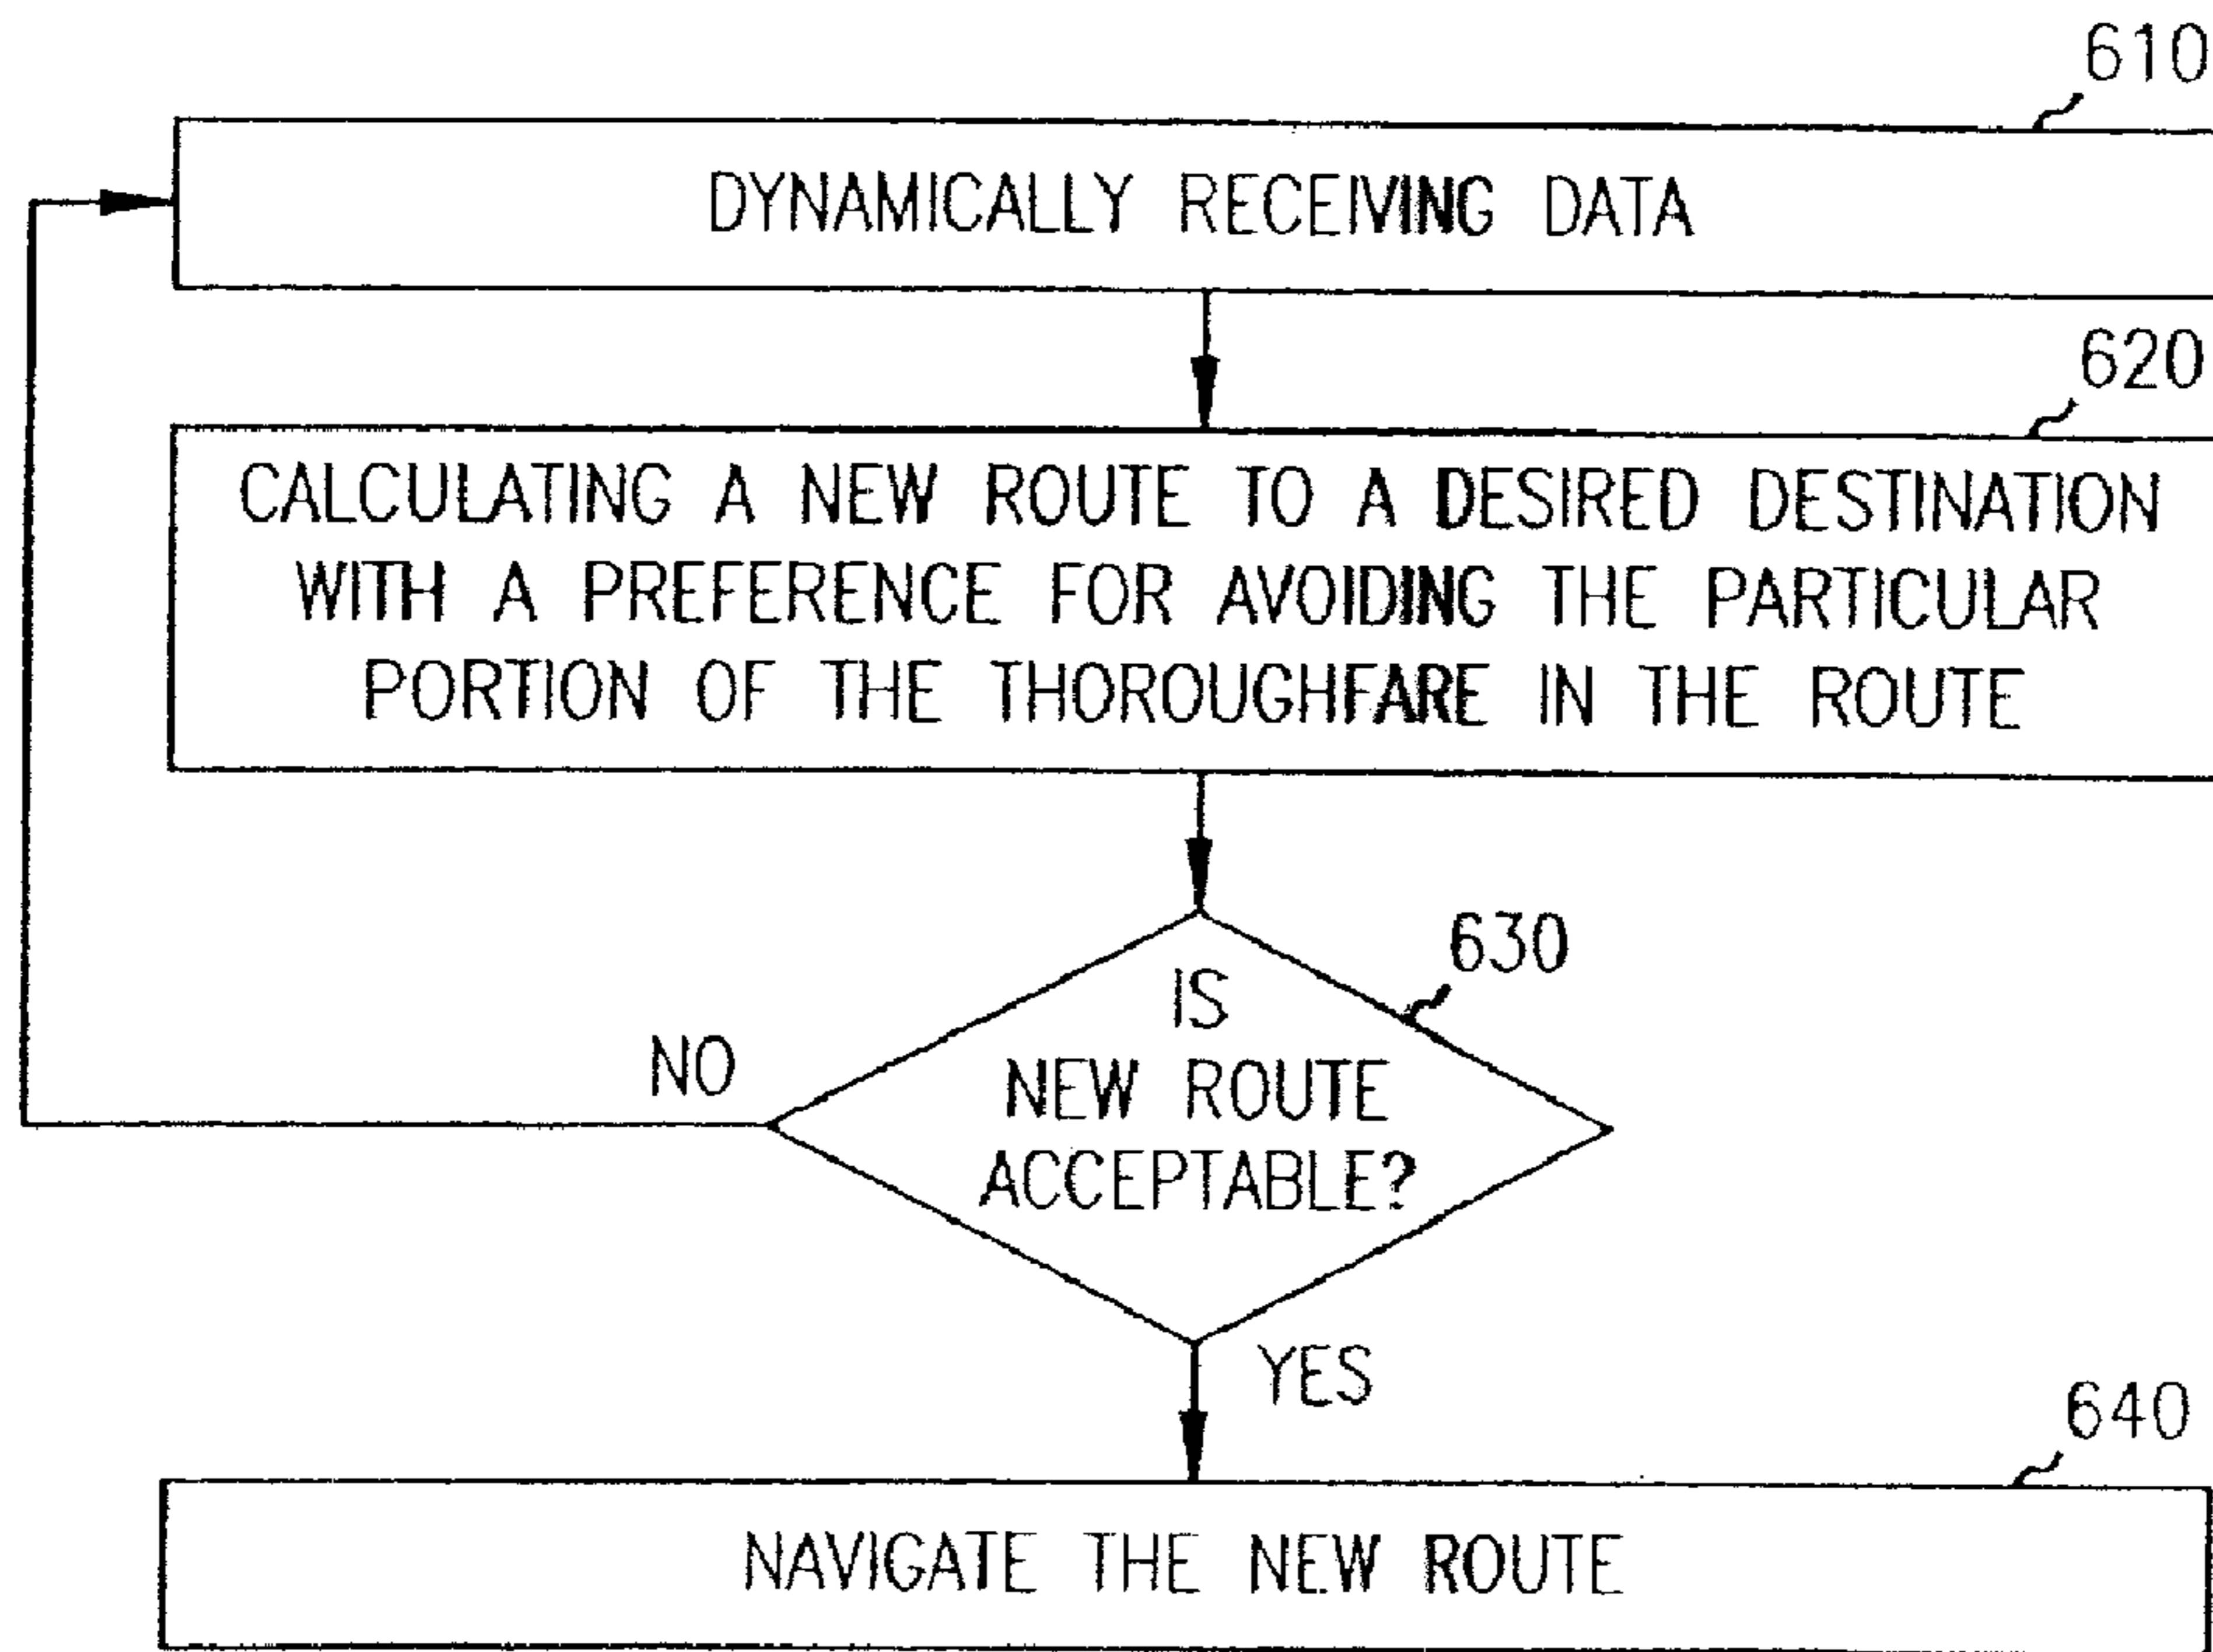 610
DYNAMICALLY RECEIVING DATA
620
CALCULATING A NEW ROUTE TO A DESIRED DESTINATION
WITH A PREFERENCE FOR AVOIDING THE PARTICULAR
PORTION OF THE THOROUGHFARE IN THE ROUTE
630
IS
NEW ROUTE
ACCEPTABLE?
NO
YES
640
NAVIGATE THE NEW ROUTE